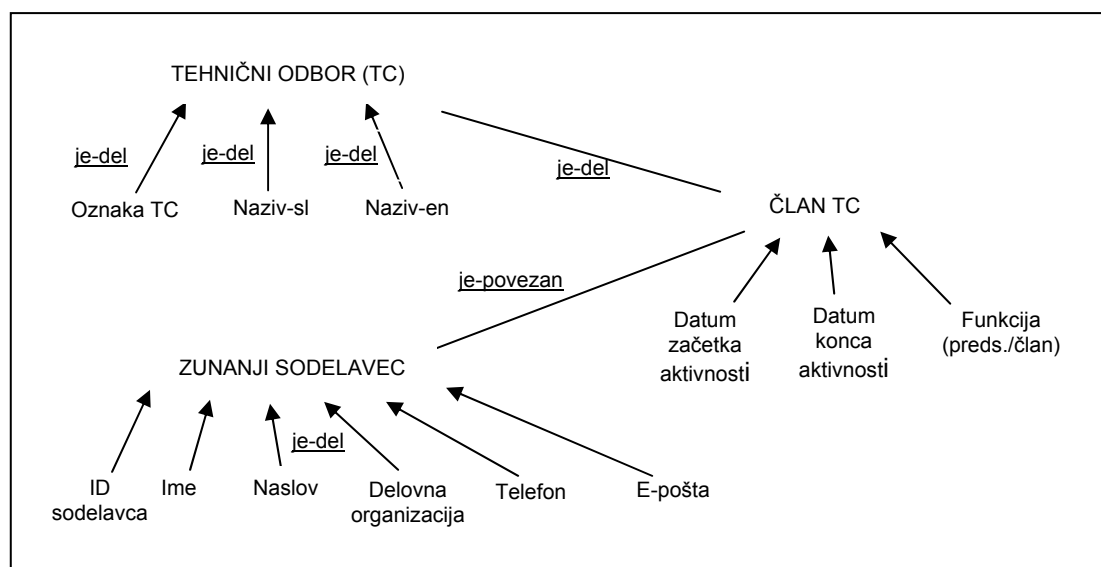 TEHNIČNI ODBOR (TC)
je-del
je-del
je-del
je-del
Oznaka TC
Naziv-sl
Naziv-en
ČLAN TC
je-povezan
Datum
začetka
aktivnosti
Datum
konca
aktivnosti
Funkcija
(preds./član)
ZUNANJI SODELAVEC
je-del
ID
sodelavca
Ime
Naslov
Delovna
organizacija
Telefon
E-pošta